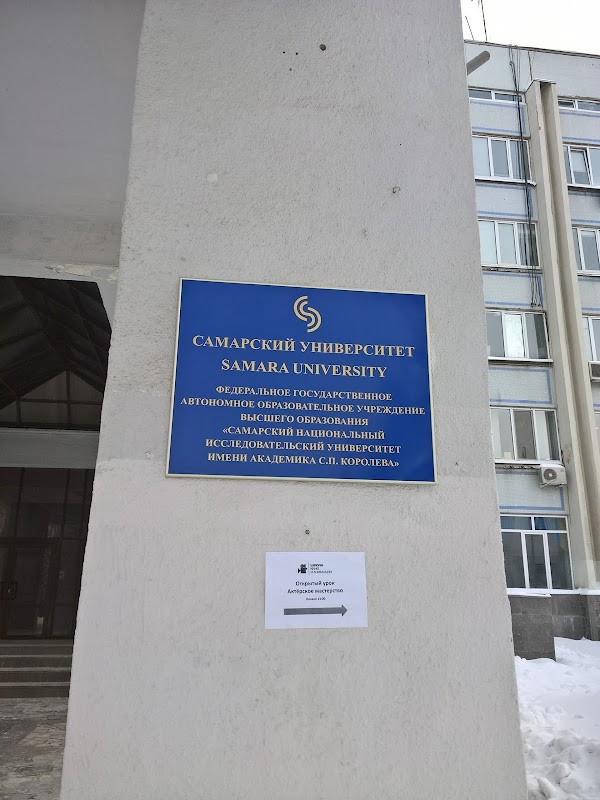 САМАРСКИЙ УНИВЕРСИТЕТ
SAMARA UNIVERSITY
ФЕДЕРАЛЬНОЕ ГОСУДАРСТВЕННОЕ
АВТОНОМНОЕ ОБРАЗОВАТЕЛЬНОЕ УЧРЕЖДЕНИЕ
ВЫСШЕГО ОБРАЗОВАНИЯ
«САМАРСКИЙ НАЦИОНАЛЬНЫЙ
ИССЛЕДОВАТЕЛЬСКИЙ УНИВЕРСИТЕТ
ИМЕНИ АКАДЕМИКА С.П. КОРОЛЕВА»
Открытый урок
Актёрское мастерство